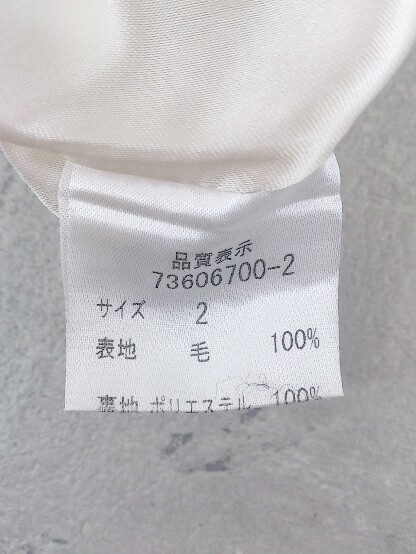 品質表示
73606700-2
サイズ 2
表地 毛 100%
裏地 ポリエステル 100%